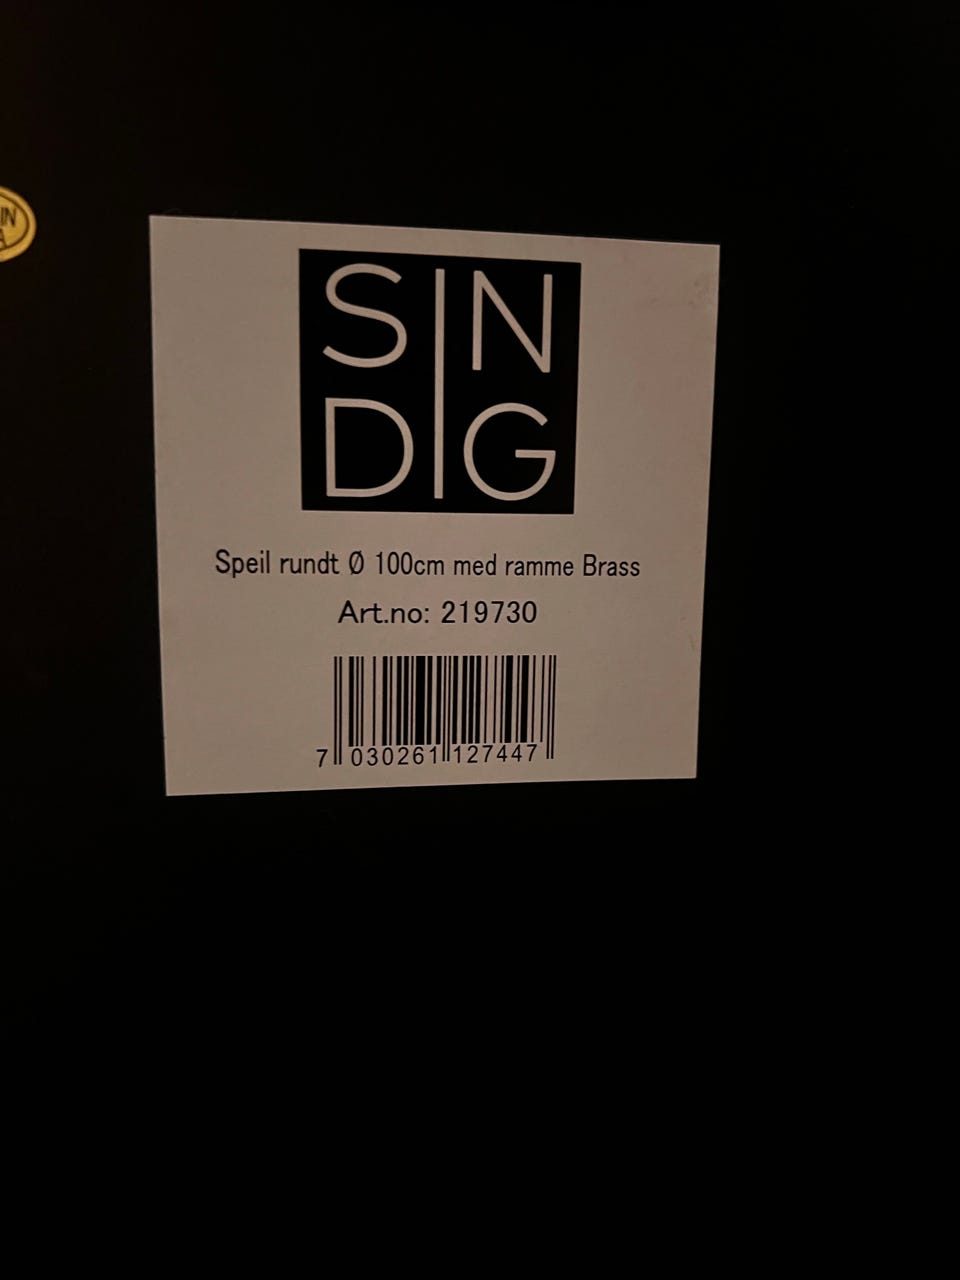 SIN
DIG
Speil rundt Ø 100cm med ramme Brass
Art.no: 219730
7 030261 127447